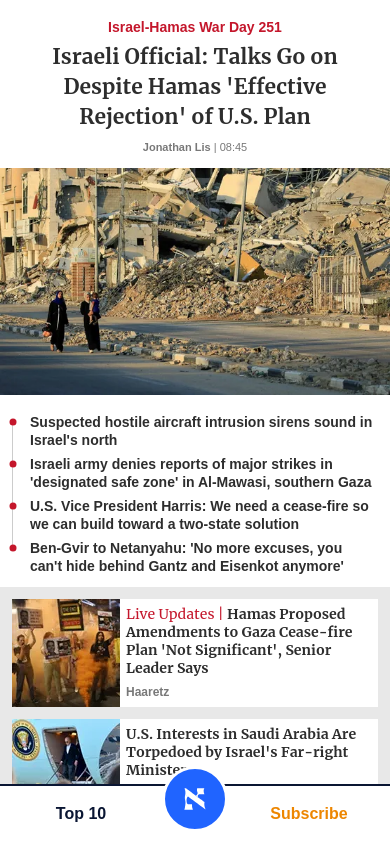 Israel-Hamas War Day 251
Israeli Official: Talks Go on
Despite Hamas 'Effective
Rejection' of U.S. Plan
Jonathan Lis | 08:45
Suspected hostile aircraft intrusion sirens sound in
Israel's north
Israeli army denies reports of major strikes in
'designated safe zone' in Al-Mawasi, southern Gaza
U.S. Vice President Harris: We need a cease-fire so
we can build toward a two-state solution
Ben-Gvir to Netanyahu: 'No more excuses, you
can't hide behind Gantz and Eisenkot anymore'
Live Updates | Hamas Proposed
Amendments to Gaza Cease-fire
Plan 'Not Significant', Senior
Leader Says
Haaretz
U.S. Interests in Saudi Arabia Are
Torpedoed by Israel's Far-right
Minister
Top 10
Subscribe